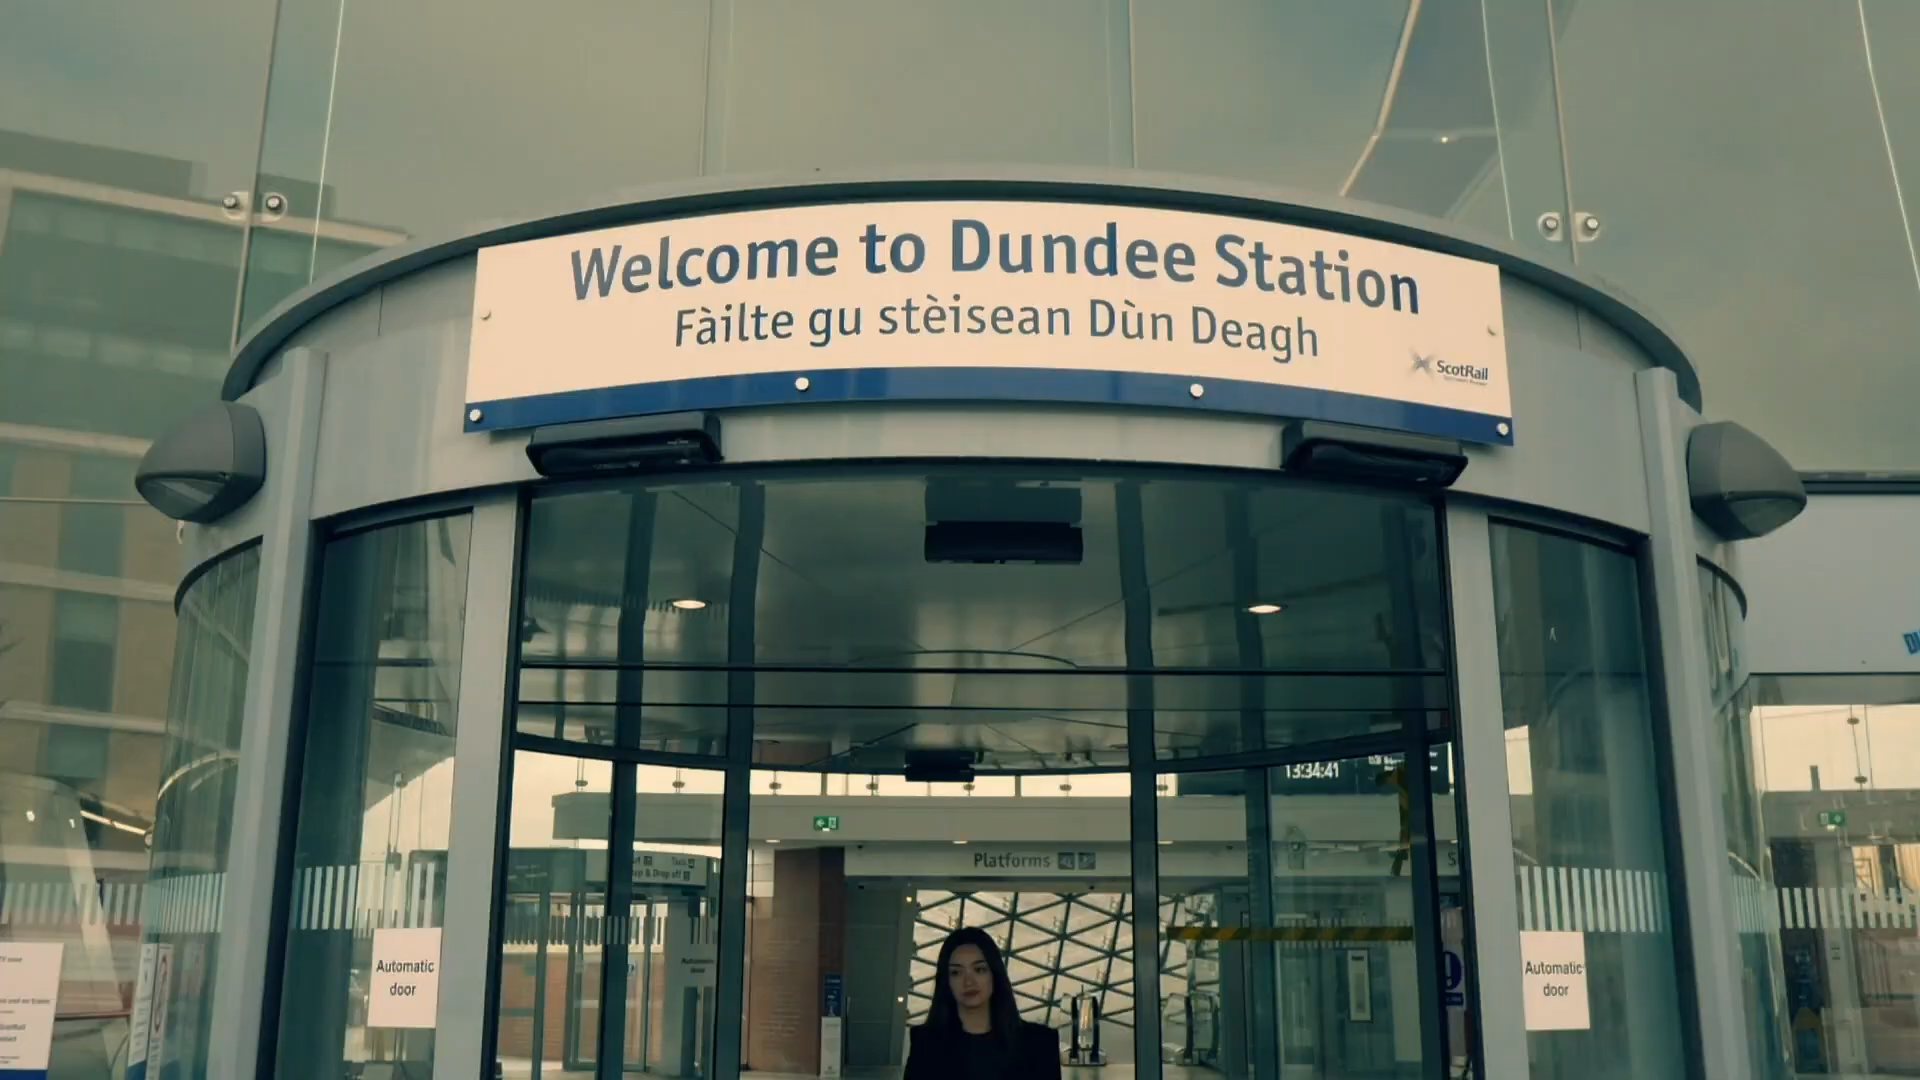 Welcome to Dundee Station
Fàilte gu stèisean Dùn Deagh
ScotRail
13:34:41
Platforms
Automatic
door
Automatic
door